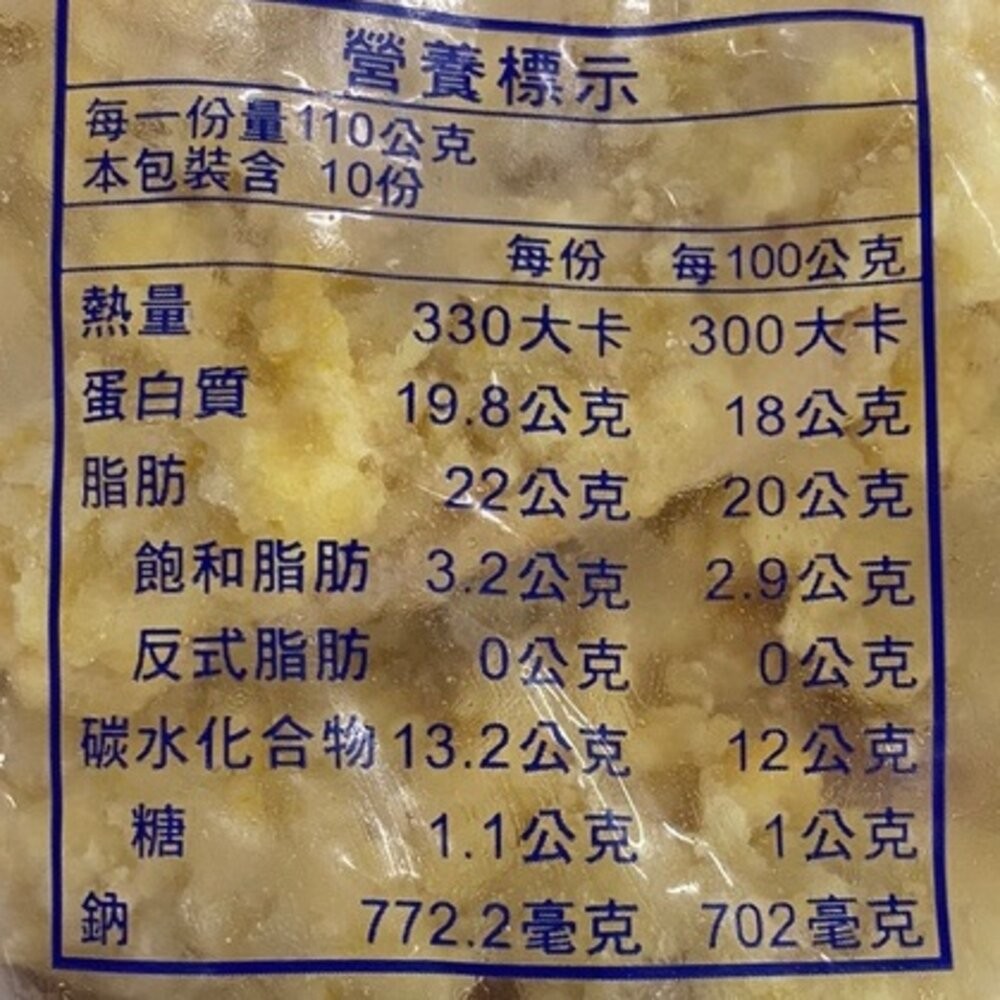 營養標示
每一份量110公克
本包裝含 10份
每份 每100公克
熱量 330大卡 300大卡
蛋白質 19.8公克 18公克
脂肪 22公克 20公克
飽和脂肪 3.2公克 2.9公克
反式脂肪 0公克 0公克
碳水化合物 13.2公克 12公克
糖 1.1公克 1公克
鈉 772.2毫克 702毫克